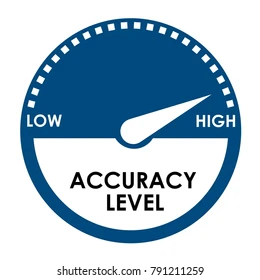 LOW
HIGH
ACCURACY
LEVEL
shutterstock.com · 791211259